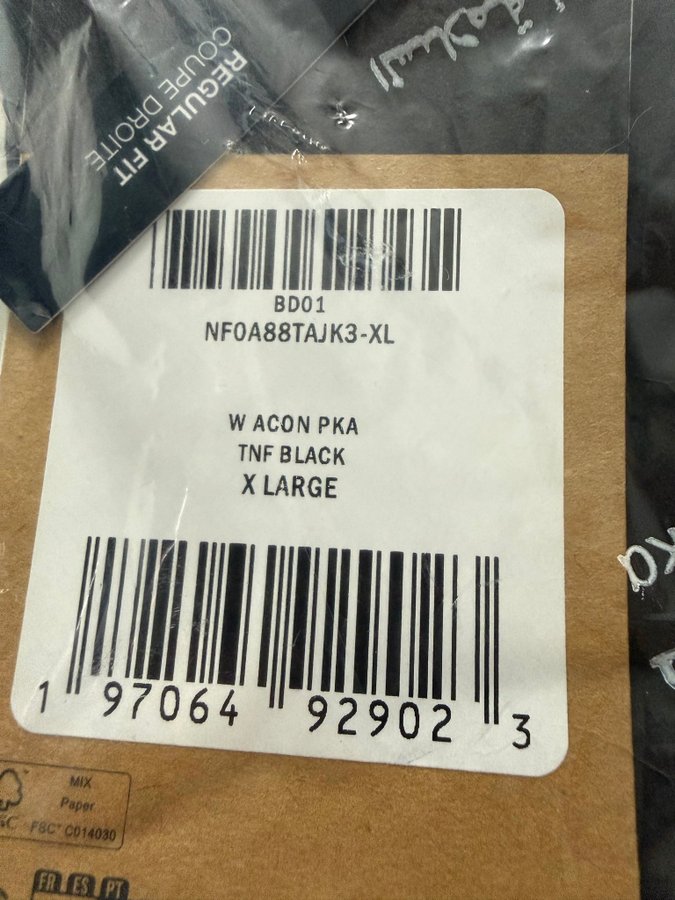 REGULAR FIT
COUPE DROITE
السلامة
BD01
NF0A88TAJK3-XL
W ACON PKA
TNF BLACK
X LARGE
1 97064 92902 3
MIX
Paper
FSC® C014030
FR ES PT